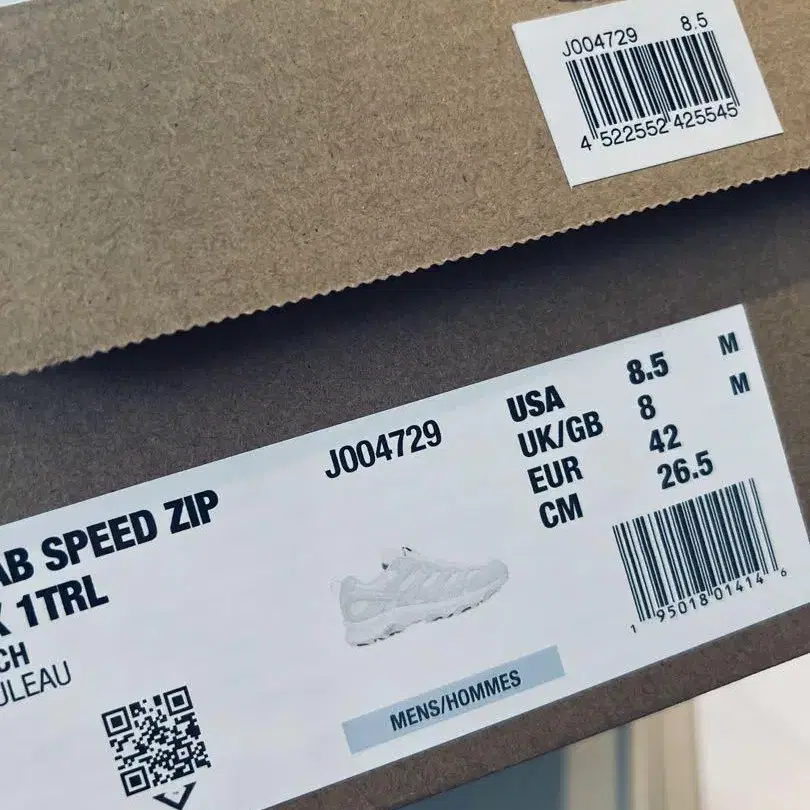 J004729 8.5
4 522552 425545
J004729
USA 8.5 M
UK/GB 8 M
EUR 42
CM 26.5
AB SPEED ZIP
X 1TRL
CH
ULEAU
1 95018 01414 6
MENS/HOMMES